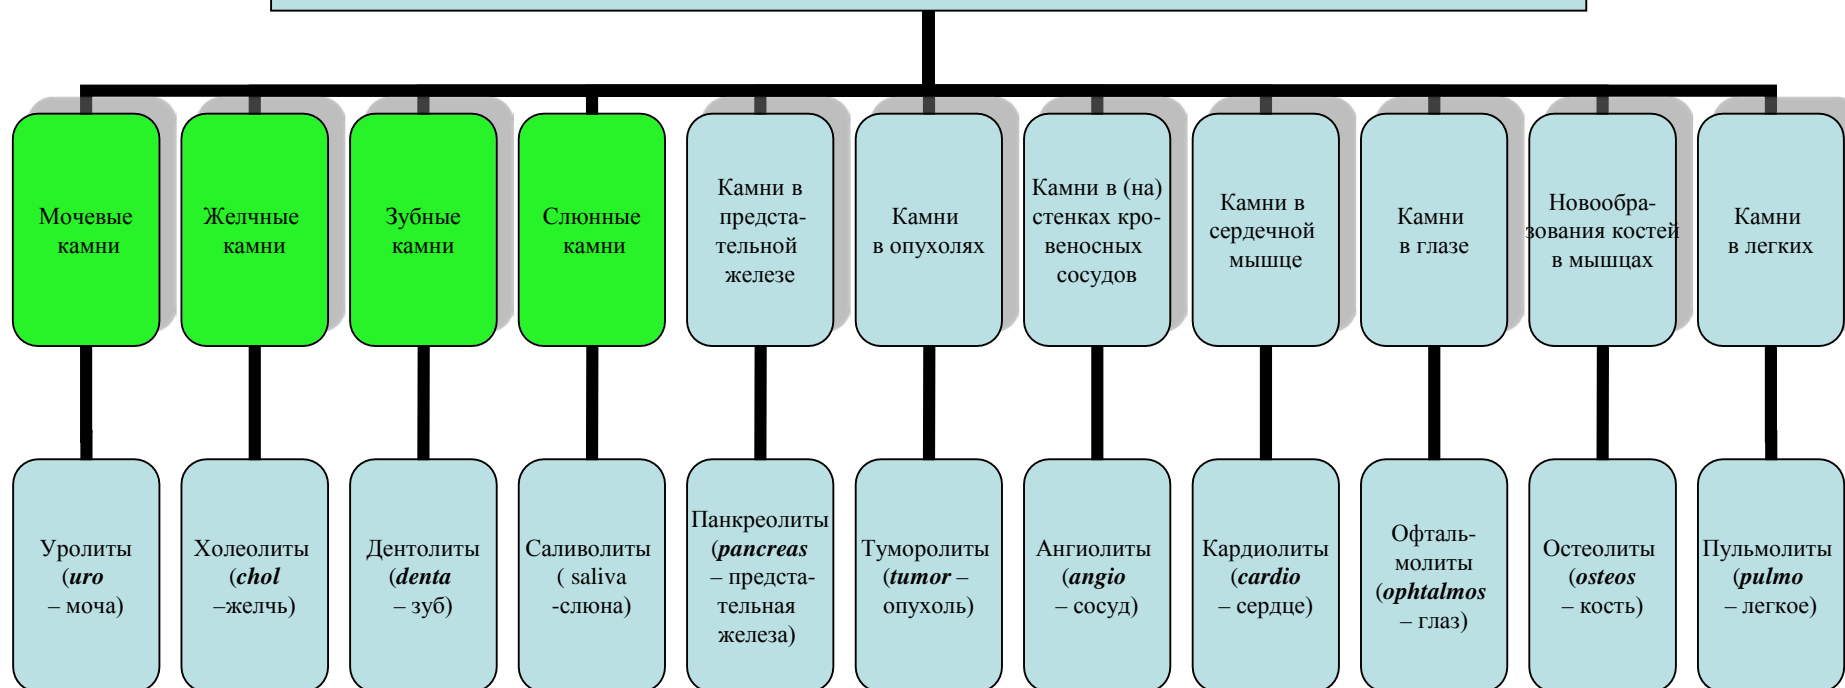 Мочевые
камни
Желчные
камни
Зубные
камни
Слюнные
камни
Камни в
предста-
тельной
железе
Камни
в опухолях
Камни в (на)
стенках кро-
веносных
сосудов
Камни в
сердечной
мышце
Камни
в глазе
Новообра-
зования костей
в мышцах
Камни
в легких
Уролиты
(uro
– моча)
Холеолиты
(chol
–желчь)
Дентолиты
(denta
– зуб)
Саливолиты
( saliva
-слюна)
Панкреолиты
(pancreas
– предста-
тельная
железа)
Туморолиты
(tumor –
опухоль)
Ангиолиты
(angio
– сосуд)
Кардиолиты
(cardio
– сердце)
Офталь-
молиты
(ophtalmos
– глаз)
Остеолиты
(osteos
– кость)
Пульмолиты
(pulmo
– легкое)